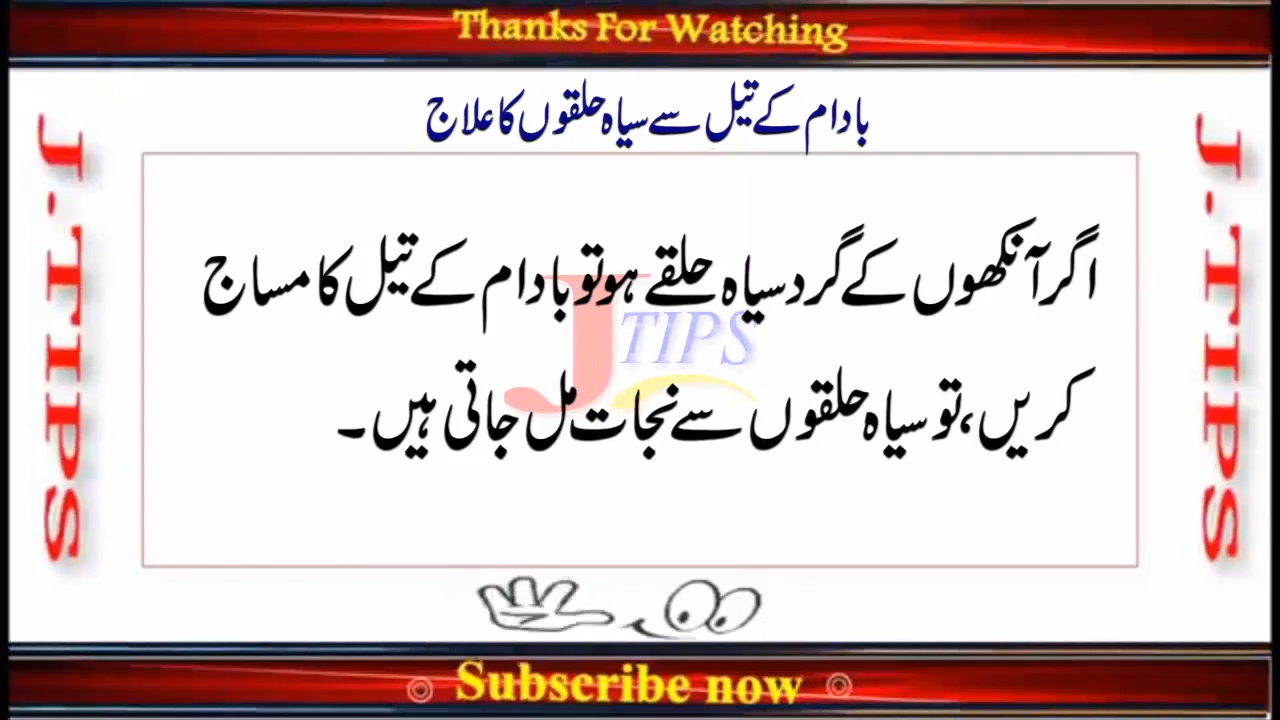 Thanks For Watching
بادام کے تیل سے سیاہ حلقوں کا علاج
J.TIPS
J.TIPS
اگر آنکھوں کے گرد سیاہ حلقے ہو تو بادام کے تیل کا مساج
J TIPS
کریں، تو سیاہ حلقوں سے نجات مل جاتی ہیں۔
Subscribe now